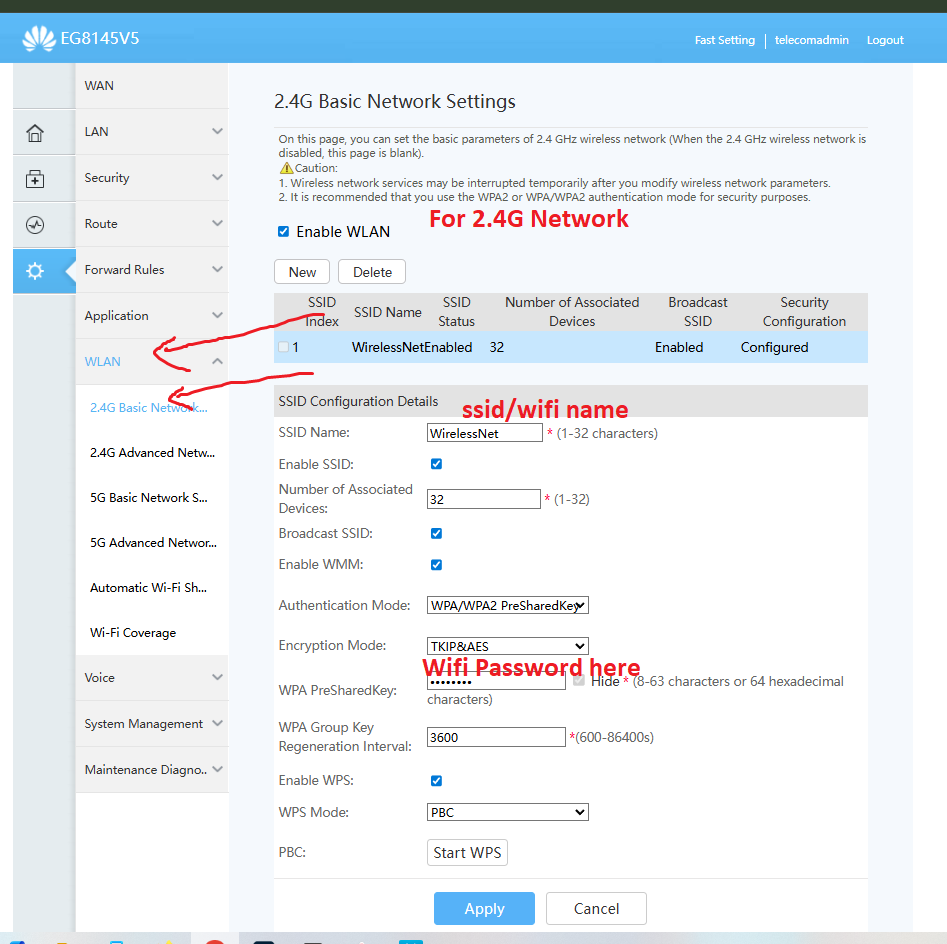 EG8145V5
Fast Setting
telecomadmin
Logout
WAN
LAN
Security
Route
Forward Rules
Application
WLAN
2.4G Basic Network...
2.4G Advanced Netw...
5G Basic Network S...
5G Advanced Networ...
Automatic Wi-Fi Sh...
Wi-Fi Coverage
Voice
System Management
Maintenance Diagno..
2.4G Basic Network Settings
On this page, you can set the basic parameters of 2.4 GHz wireless network (When the 2.4 GHz wireless network is
disabled, this page is blank).
Caution:
1. Wireless network services may be interrupted temporarily after you modify wireless network parameters.
2. It is recommended that you use the WPA2 or WPA/WPA2 authentication mode for security purposes.
For 2.4G Network
Enable WLAN
New Delete
SSID Index SSID Name SSID Status Number of Associated Devices Broadcast SSID Security Configuration
1 WirelessNetEnabled 32 Enabled Configured
SSID Configuration Details
ssid/wifi name
SSID Name: WirelessNet * (1-32 characters)
Enable SSID:
Number of Associated
Devices: 32 * (1-32)
Broadcast SSID:
Enable WMM:
Authentication Mode: WPA/WPA2 PreSharedKey
Encryption Mode: TKIP&AES
Wifi Password here
WPA PreSharedKey: •••••••• Hide * (8-63 characters or 64 hexadecimal
characters)
WPA Group Key
Regeneration Interval: 3600 *(600-86400s)
Enable WPS:
WPS Mode: PBC
PBC: Start WPS
Apply Cancel